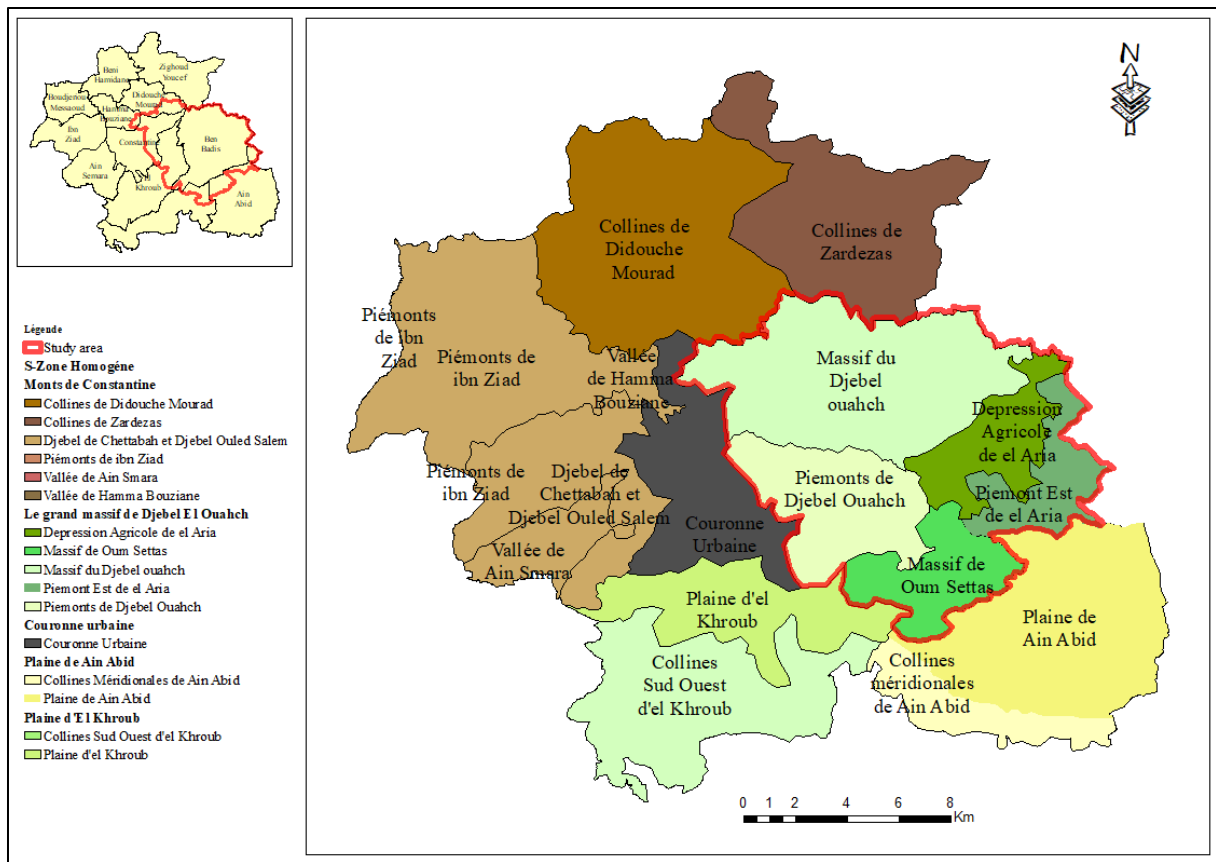 Beni
Hamidane
Zighoud
Youcef
Boudjeriou
Messaoud
Didouche
Mourad
Hamma
Bouziane
Ibn
Ziad
Constantine
Ben
Badis
Ain
Semara
El
Khroub
Ain
Abid
Légende
Study area
S-Zone Homogéne
Monts de Constantine
Collines de Didouche Mourad
Collines de Zardezas
Djebel de Chettabah et Djebel Ouled Salem
Piémonts de ibn Ziad
Vallée de Ain Smara
Vallée de Hamma Bouziane
Le grand massif de Djebel El Ouahch
Depression Agricole de el Aria
Massif de Oum Settas
Massif du Djebel ouahch
Piemont Est de el Aria
Piemonts de Djebel Ouahch
Couronne urbaine
Couronne Urbaine
Plaine de Ain Abid
Collines Méridionales de Ain Abid
Plaine de Ain Abid
Plaine d'El Khroub
Collines Sud Ouest d'el Khroub
Plaine d'el Khroub
N
Collines de
Didouche
Mourad
Collines de
Zardezas
Piémonts
de ibn
Ziad
Piémonts de
ibn Ziad
Vallée
de Hamma
Bouziane
Massif du
Djebel
ouahch
Depression
Agricole
de el Aria
Piémonts de
ibn Ziad
Djebel de
Chettabah et
Djebel Ouled Salem
Piemonts de
Djebel Ouahch
Piemont Est
de el Aria
Couronne
Urbaine
Vallée de
Ain Smara
Massif de
Oum Settas
Plaine d'el
Khroub
Plaine de
Ain Abid
Collines
Sud Ouest
d'el Khroub
Collines
méridionales
de Ain Abid
0 1 2 4 6 8
Km